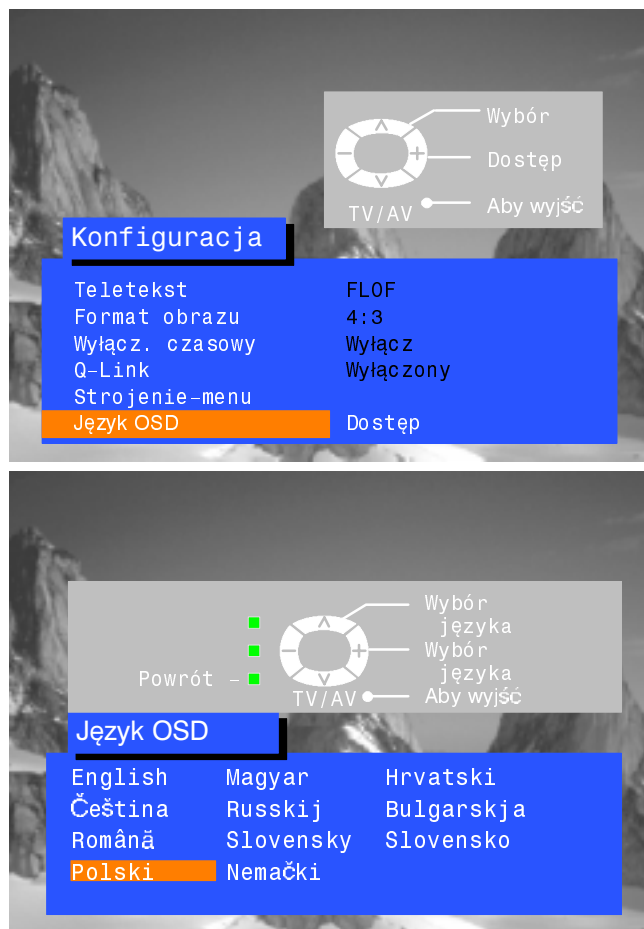 Wybór
Dostęp
TV/AV Aby wyjść
Konfiguracja
Teletekst FLOF
Format obrazu 4:3
Wyłącz. czasowy Wyłącz
Q-Link Wyłączony
Strojenie-menu
Język OSD Dostęp
Wybór
języka
Wybór
języka
Powrót -
TV/AV Aby wyjść
Język OSD
English Magyar Hrvatski
Čeština Russkij Bulgarskja
Română Slovensky Slovensko
Polski Nemački